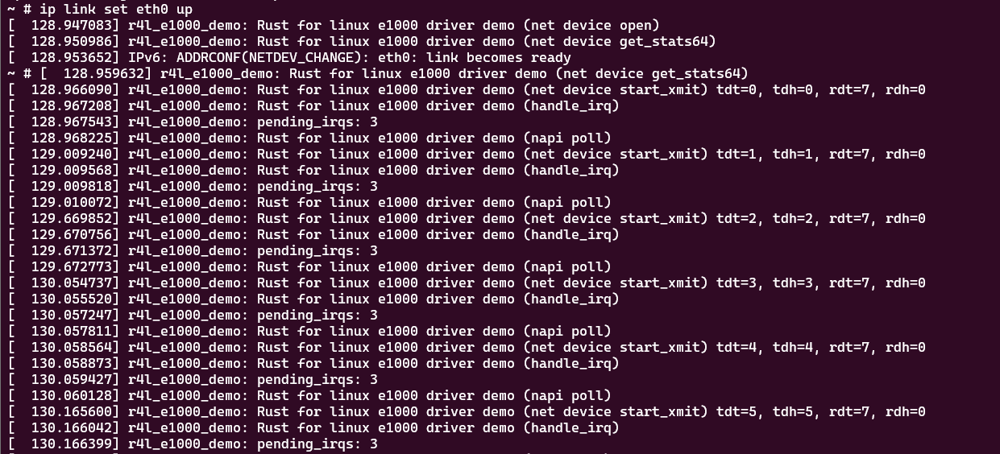 ~ # ip link set eth0 up
[  128.947083] r4l_e1000_demo: Rust for linux e1000 driver demo (net device open)
[  128.950986] r4l_e1000_demo: Rust for linux e1000 driver demo (net device get_stats64)
[  128.953652] IPv6: ADDRCONF(NETDEV_CHANGE): eth0: link becomes ready
~ # [  128.959632] r4l_e1000_demo: Rust for linux e1000 driver demo (net device get_stats64)
[  128.966090] r4l_e1000_demo: Rust for linux e1000 driver demo (net device start_xmit) tdt=0, tdh=0, rdt=7, rdh=0
[  128.967208] r4l_e1000_demo: Rust for linux e1000 driver demo (handle_irq)
[  128.967543] r4l_e1000_demo: pending_irqs: 3
[  128.968225] r4l_e1000_demo: Rust for linux e1000 driver demo (napi poll)
[  129.009240] r4l_e1000_demo: Rust for linux e1000 driver demo (net device start_xmit) tdt=1, tdh=1, rdt=7, rdh=0
[  129.009568] r4l_e1000_demo: Rust for linux e1000 driver demo (handle_irq)
[  129.009818] r4l_e1000_demo: pending_irqs: 3
[  129.010072] r4l_e1000_demo: Rust for linux e1000 driver demo (napi poll)
[  129.669852] r4l_e1000_demo: Rust for linux e1000 driver demo (net device start_xmit) tdt=2, tdh=2, rdt=7, rdh=0
[  129.670756] r4l_e1000_demo: Rust for linux e1000 driver demo (handle_irq)
[  129.671372] r4l_e1000_demo: pending_irqs: 3
[  129.672773] r4l_e1000_demo: Rust for linux e1000 driver demo (napi poll)
[  130.054737] r4l_e1000_demo: Rust for linux e1000 driver demo (net device start_xmit) tdt=3, tdh=3, rdt=7, rdh=0
[  130.055520] r4l_e1000_demo: Rust for linux e1000 driver demo (handle_irq)
[  130.057247] r4l_e1000_demo: pending_irqs: 3
[  130.057811] r4l_e1000_demo: Rust for linux e1000 driver demo (napi poll)
[  130.058564] r4l_e1000_demo: Rust for linux e1000 driver demo (net device start_xmit) tdt=4, tdh=4, rdt=7, rdh=0
[  130.058873] r4l_e1000_demo: Rust for linux e1000 driver demo (handle_irq)
[  130.059427] r4l_e1000_demo: pending_irqs: 3
[  130.060128] r4l_e1000_demo: Rust for linux e1000 driver demo (napi poll)
[  130.165600] r4l_e1000_demo: Rust for linux e1000 driver demo (net device start_xmit) tdt=5, tdh=5, rdt=7, rdh=0
[  130.166042] r4l_e1000_demo: Rust for linux e1000 driver demo (handle_irq)
[  130.166399] r4l_e1000_demo: pending_irqs: 3